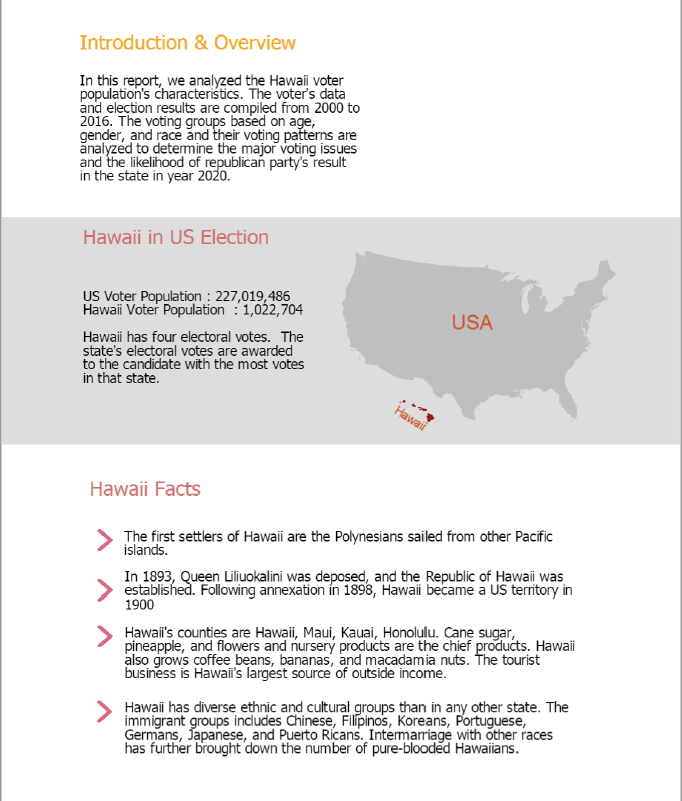 Introduction & Overview
In this report, we analyzed the Hawaii voter
population's characteristics. The voter's data
and election results are compiled from 2000 to
2016. The voting groups based on age,
gender, and race and their voting patterns are
analyzed to determine the major voting issues
and the likelihood of republican party's result
in the state in year 2020.
Hawaii in US Election
US Voter Population : 227,019,486
Hawaii Voter Population : 1,022,704
Hawaii has four electoral votes. The
state's electoral votes are awarded
to the candidate with the most votes
in that state.
USA
Hawaii
Hawaii Facts
The first settlers of Hawaii are the Polynesians sailed from other Pacific
islands.
In 1893, Queen Liliuokalini was deposed, and the Republic of Hawaii was
established. Following annexation in 1898, Hawaii became a US territory in
1900
Hawaii's counties are Hawaii, Maui, Kauai, Honolulu. Cane sugar,
pineapple, and flowers and nursery products are the chief products. Hawaii
also grows coffee beans, bananas, and macadamia nuts. The tourist
business is Hawaii's largest source of outside income.
Hawaii has diverse ethnic and cultural groups than in any other state. The
immigrant groups includes Chinese, Filipinos, Koreans, Portuguese,
Germans, Japanese, and Puerto Ricans. Intermarriage with other races
has further brought down the number of pure-blooded Hawaiians.